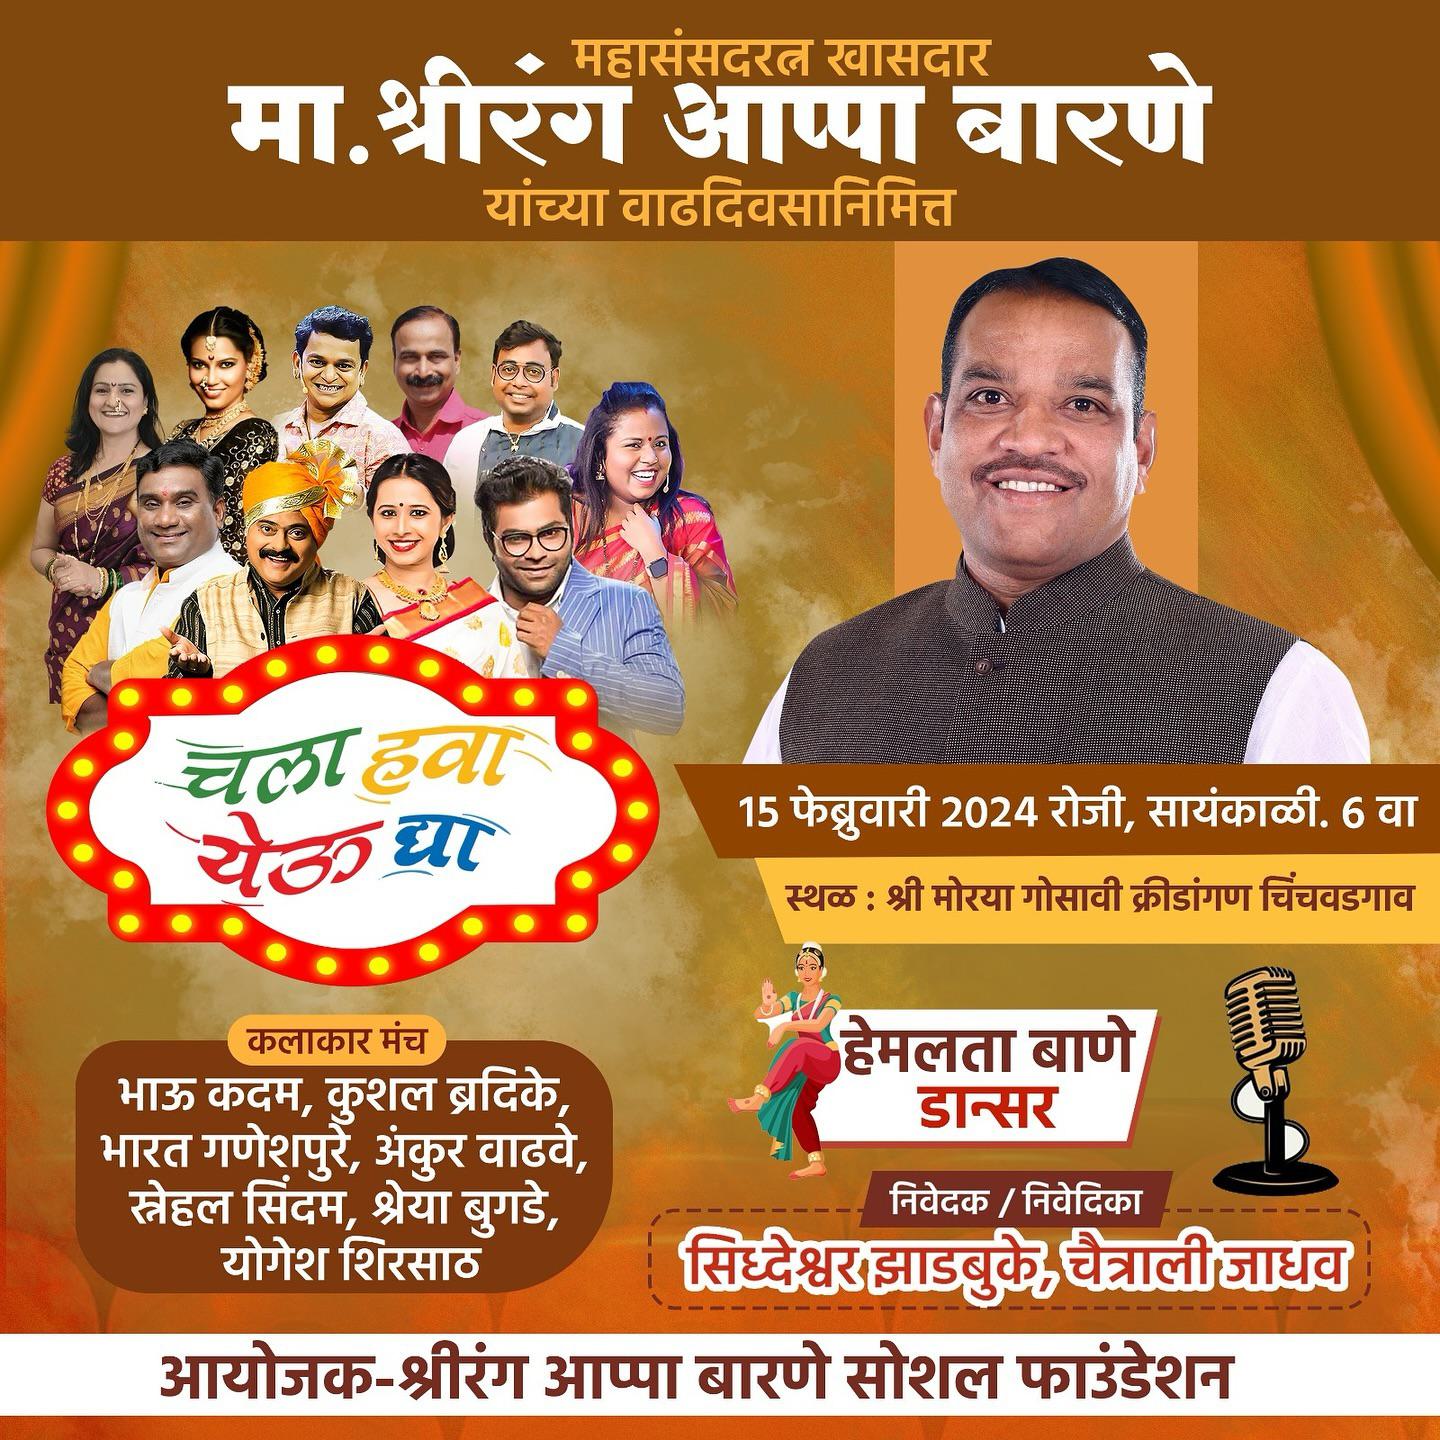 महासंसदरत्न खासदार
मा. श्रीरंग आप्पा बारणे
यांच्या वाढदिवसानिमित्त
चला हवा
येऊ द्या
15 फेब्रुवारी 2024 रोजी, सायंकाळी. 6 वा
स्थळ : श्री मोरया गोसावी क्रीडांगण चिंचवडगाव
कलाकार मंच
भाऊ कदम, कुशल ब्रदिके,
भारत गणेशपुरे, अंकुर वाढवे,
स्नेहल सिंदम, श्रेया बुगडे,
योगेश शिरसाठ
हेमलता बाणे
डान्सर
निवेदक / निवेदिका
सिध्देश्वर झाडबुके, चैत्राली जाधव
आयोजक-श्रीरंग आप्पा बारणे सोशल फाउंडेशन